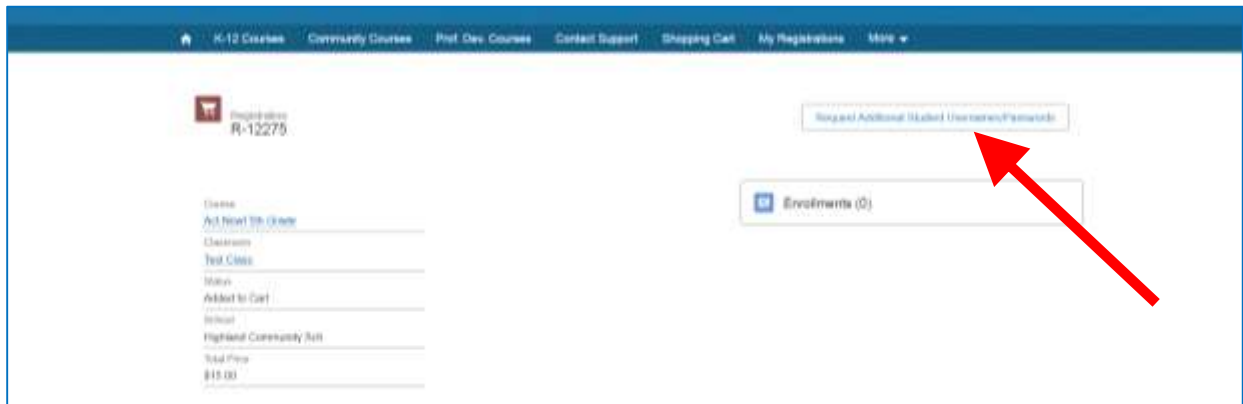 K-12 Courses Community Courses Prof. Dev. Courses Contact Support Shopping Cart My Registrations More
Registration
R-12275
Request Additional Student Usernames/Passwords
Enrollments (0)
Course
Act Now! 5th Grade
Classroom
Test Class
Status
Added to Cart
School
Highland Community Sch
Total Price
$15.00